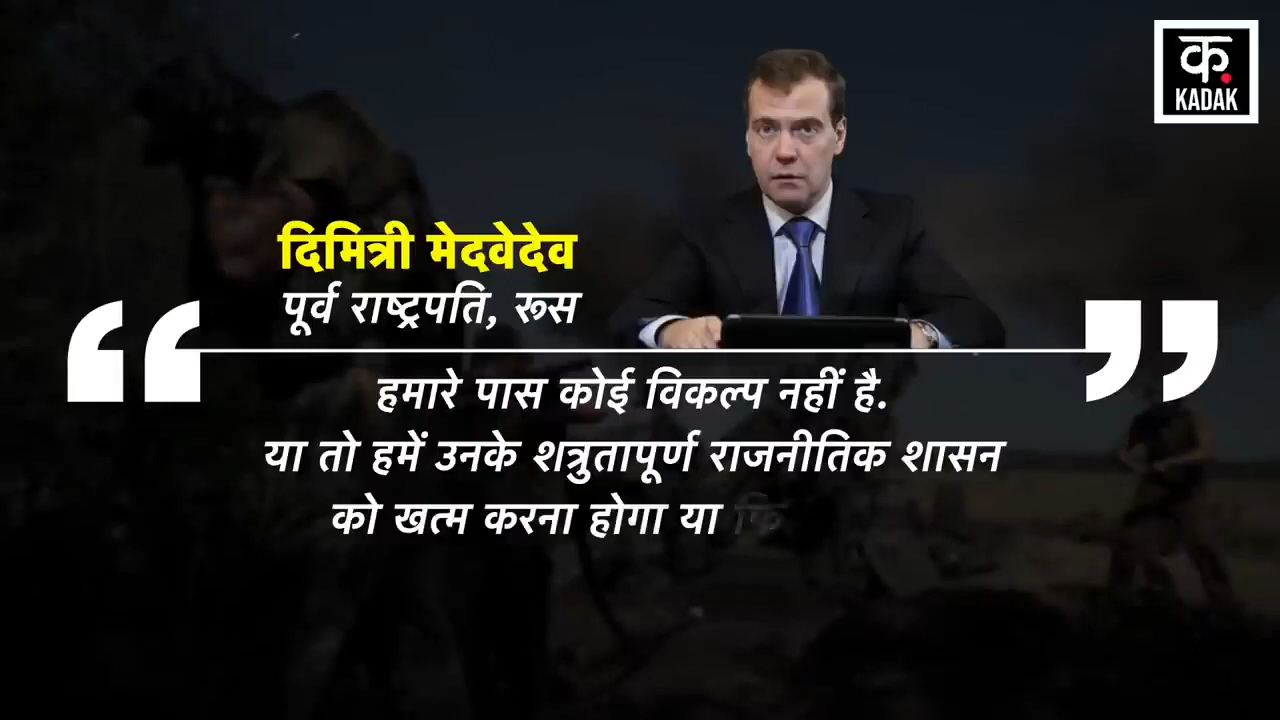 क.
KADAK
दिमित्री मेदवेदेव
पूर्व राष्ट्रपति, रूस
हमारे पास कोई विकल्प नहीं है.
या तो हमें उनके शत्रुतापूर्ण राजनीतिक शासन
को खत्म करना होगा या